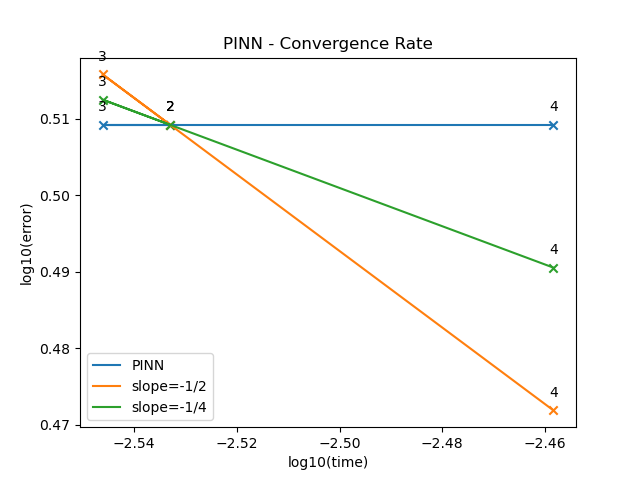 PINN - Convergence Rate
3
3
3
2
4
4
4
0.51
0.50
0.49
0.48
0.47
log10(error)
PINN
slope=-1/2
slope=-1/4
−2.54
−2.52
−2.50
−2.48
−2.46
log10(time)